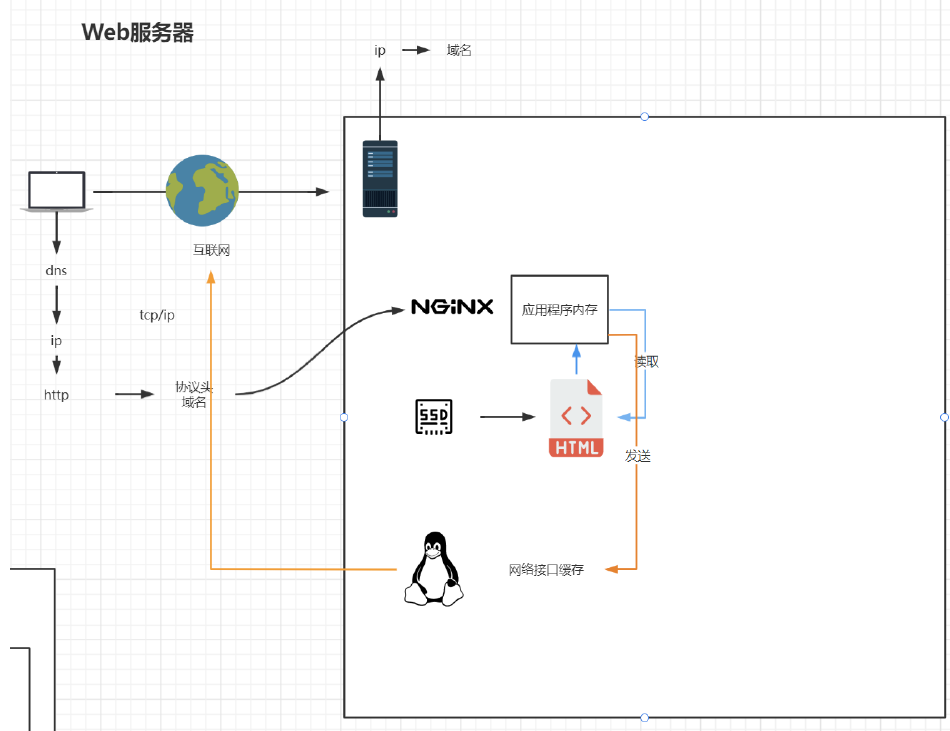 Web服务器
ip
域名
互联网
dns
tcp/ip
ip
http
协议头
域名
NGiNX
应用程序内存
读取
SSD
HTML
发送
网络接口缓存